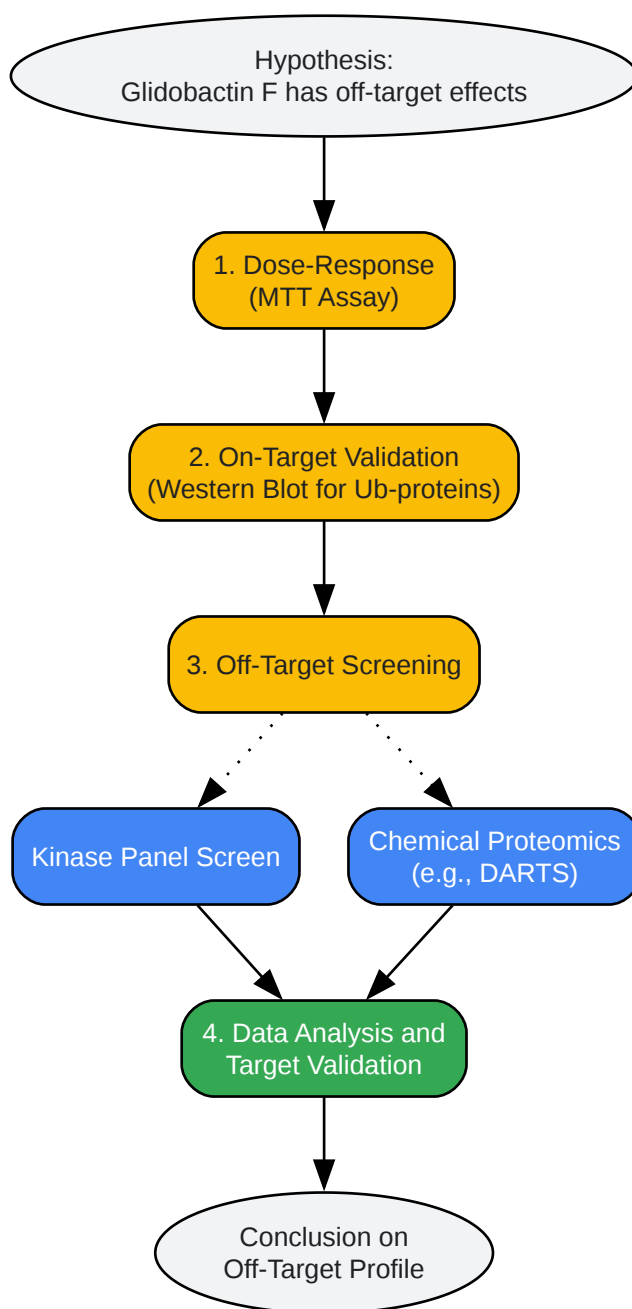 Hypothesis:
Glidobactin F has off-target effects
1. Dose-Response
(MTT Assay)
2. On-Target Validation
(Western Blot for Ub-proteins)
3. Off-Target Screening
Kinase Panel Screen
Chemical Proteomics
(e.g., DARTS)
4. Data Analysis and
Target Validation
Conclusion on
Off-Target Profile